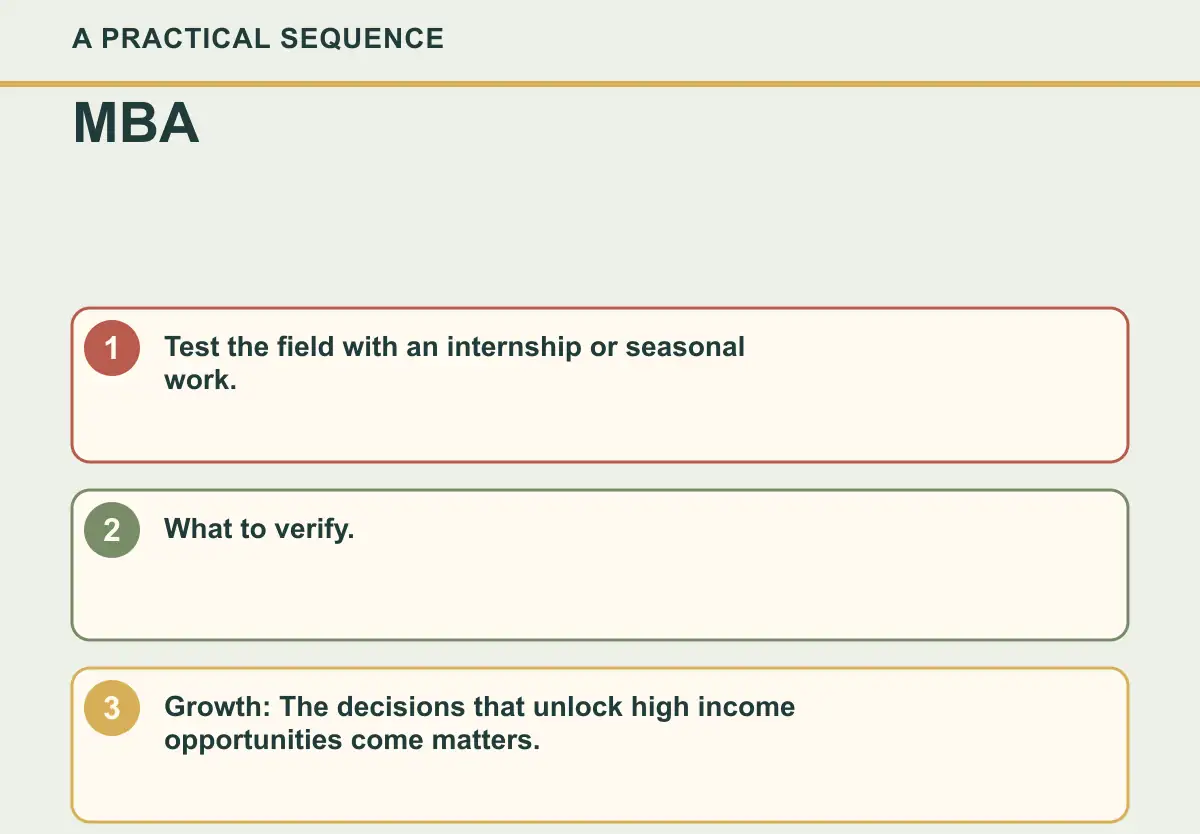 A PRACTICAL SEQUENCE
MBA
1
Test the field with an internship or seasonal
work.
2
What to verify.
3
Growth: The decisions that unlock high income
opportunities come matters.